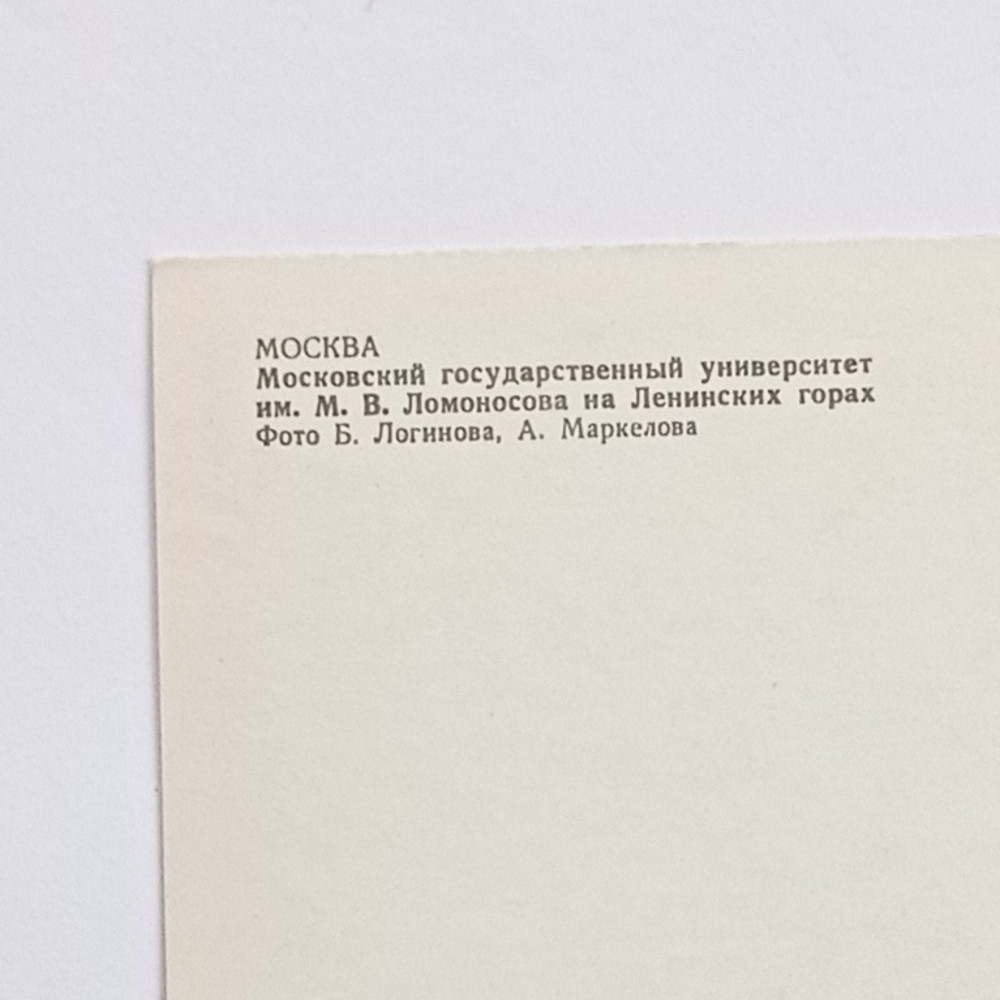 МОСКВА
Московский государственный университет
им. М. В. Ломоносова на Ленинских горах
Фото Б. Логинова, А. Маркелова